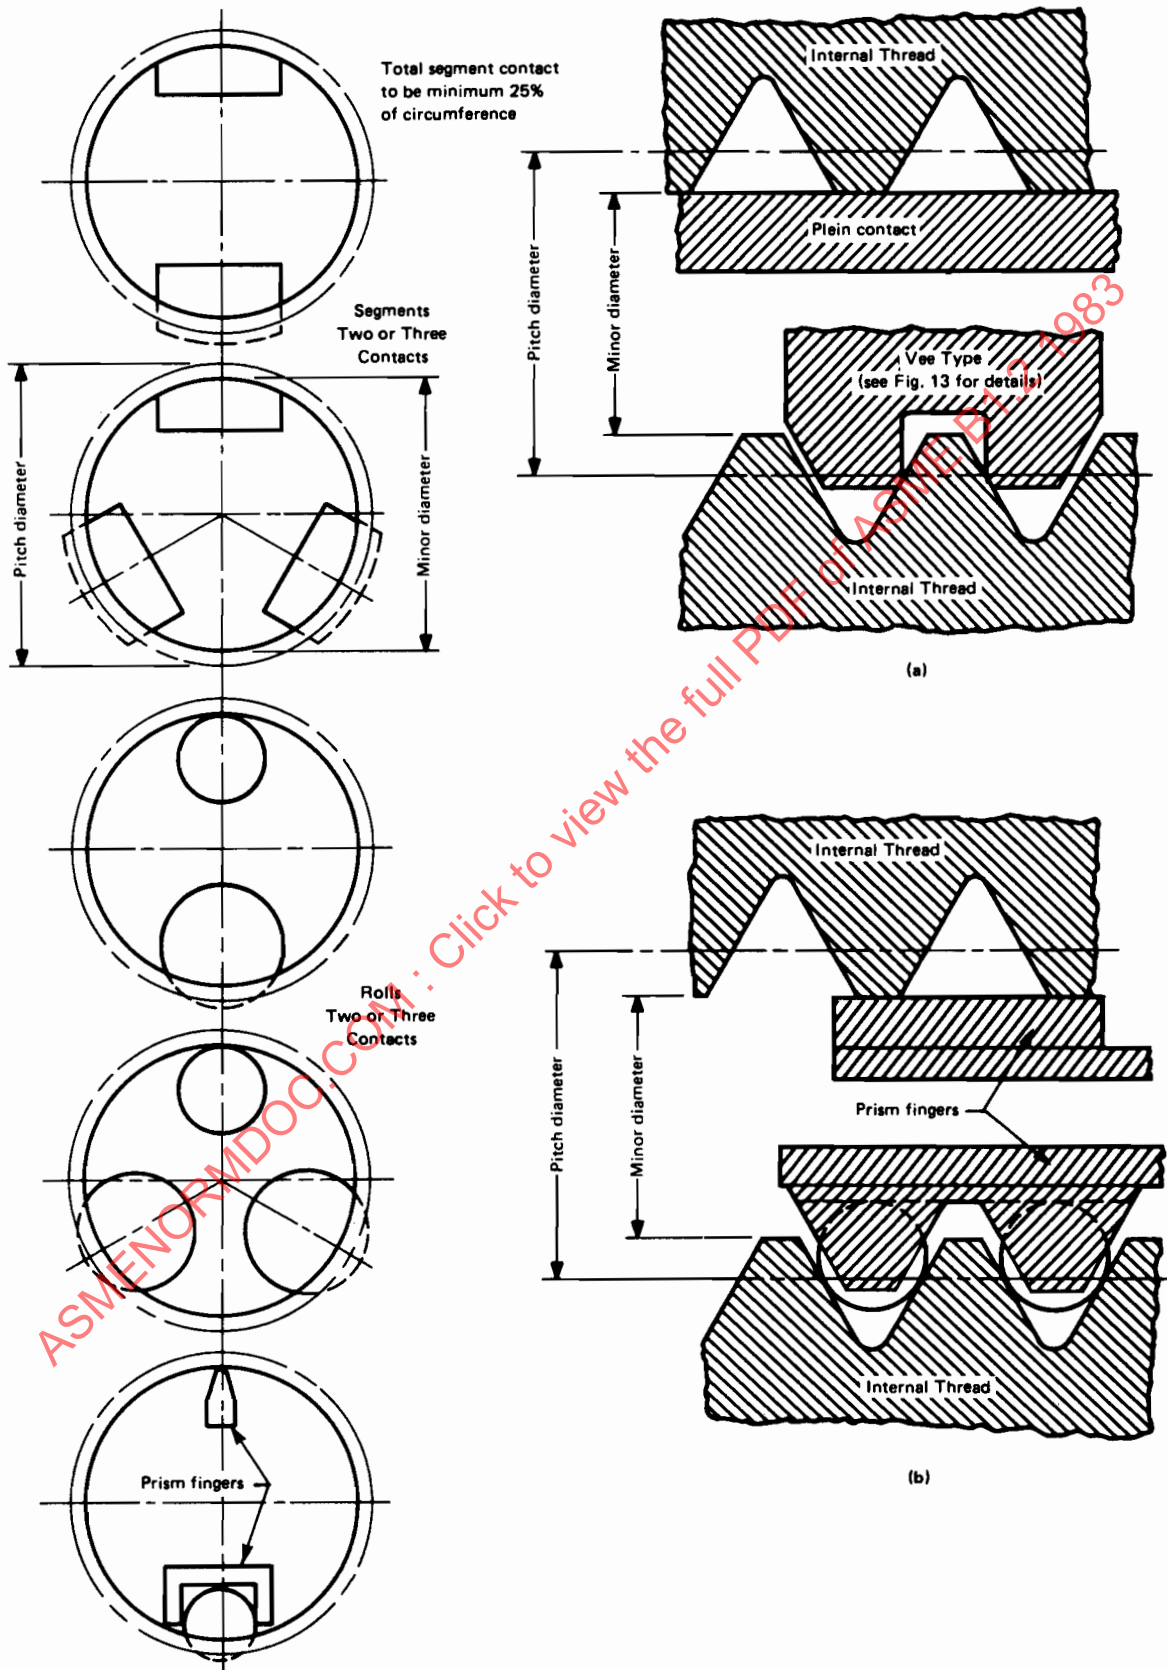 Total segment contact
to be minimum 25%
of circumference
Segments
Two or Three
Contacts
Pitch diameter
Minor diameter
Rolls
Two or Three
Contacts
Prism fingers
Internal Thread
Plein contact
Pitch diameter
Minor diameter
Vee Type
(see Fig. 13 for details)
Internal Thread
(a)
Internal Thread
Pitch diameter
Minor diameter
Prism fingers
Internal Thread
(b)
ASMENORMDOC.COM : Click to view the full PDF of ASME B1.2 1983